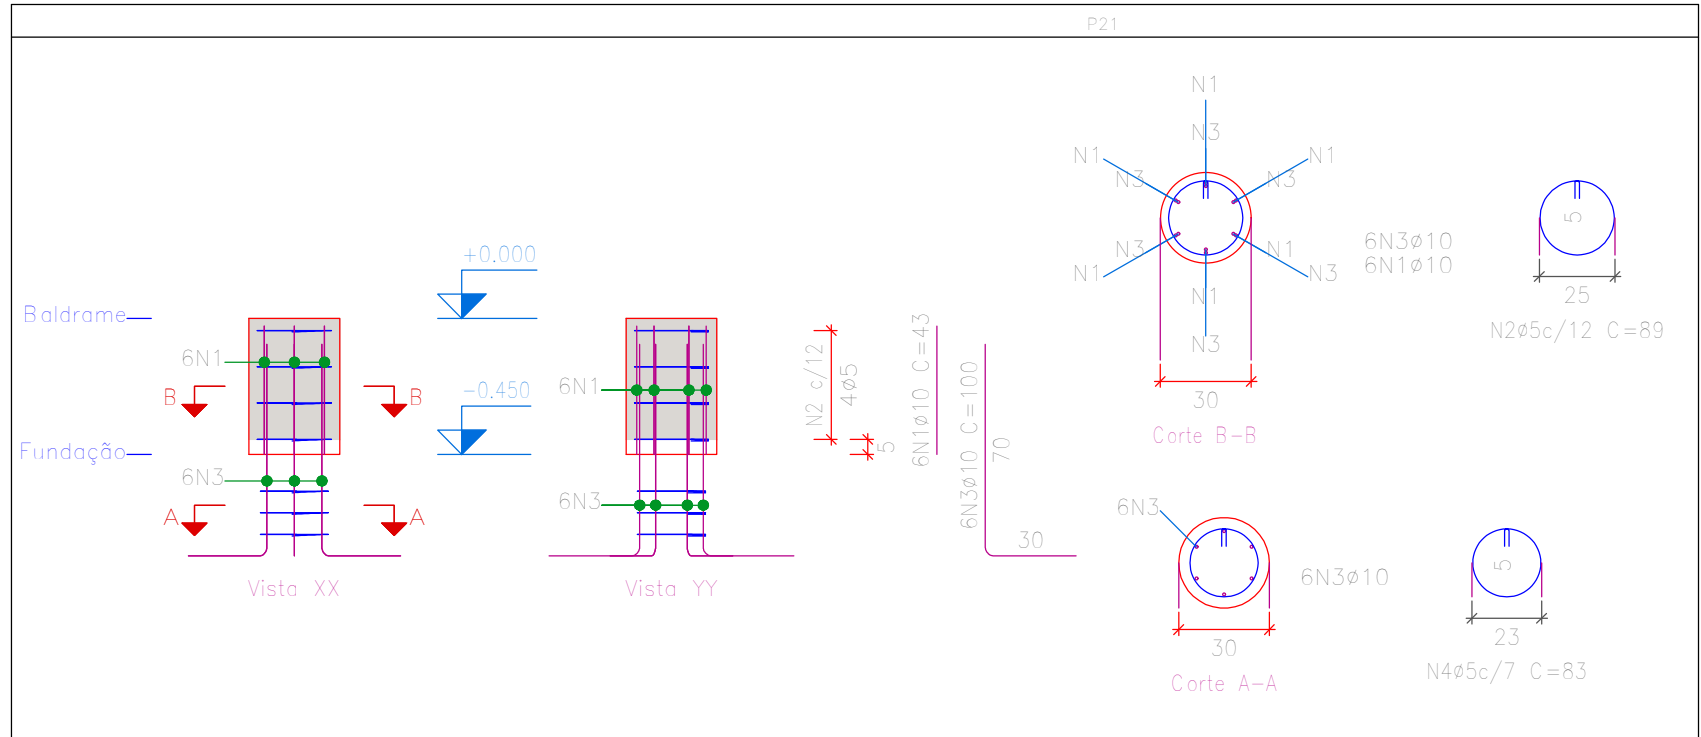 P21
Baldrame
Fundação
6N1
B
B
6N3
A
A
Vista XX
+0.000
-0.450
6N1
6N3
Vista YY
N2 c/12
4ø5
5
6N1ø10 C=43
6N3ø10 C=100
70
30
N1
N3
N1
N3
N1
N3
N3
N1
N1
N3
N1
N3
6N3ø10
6N1ø10
30
Corte B-B
5
25
N2ø5c/12 C=89
6N3
6N3ø10
30
Corte A-A
5
23
N4ø5c/7 C=83